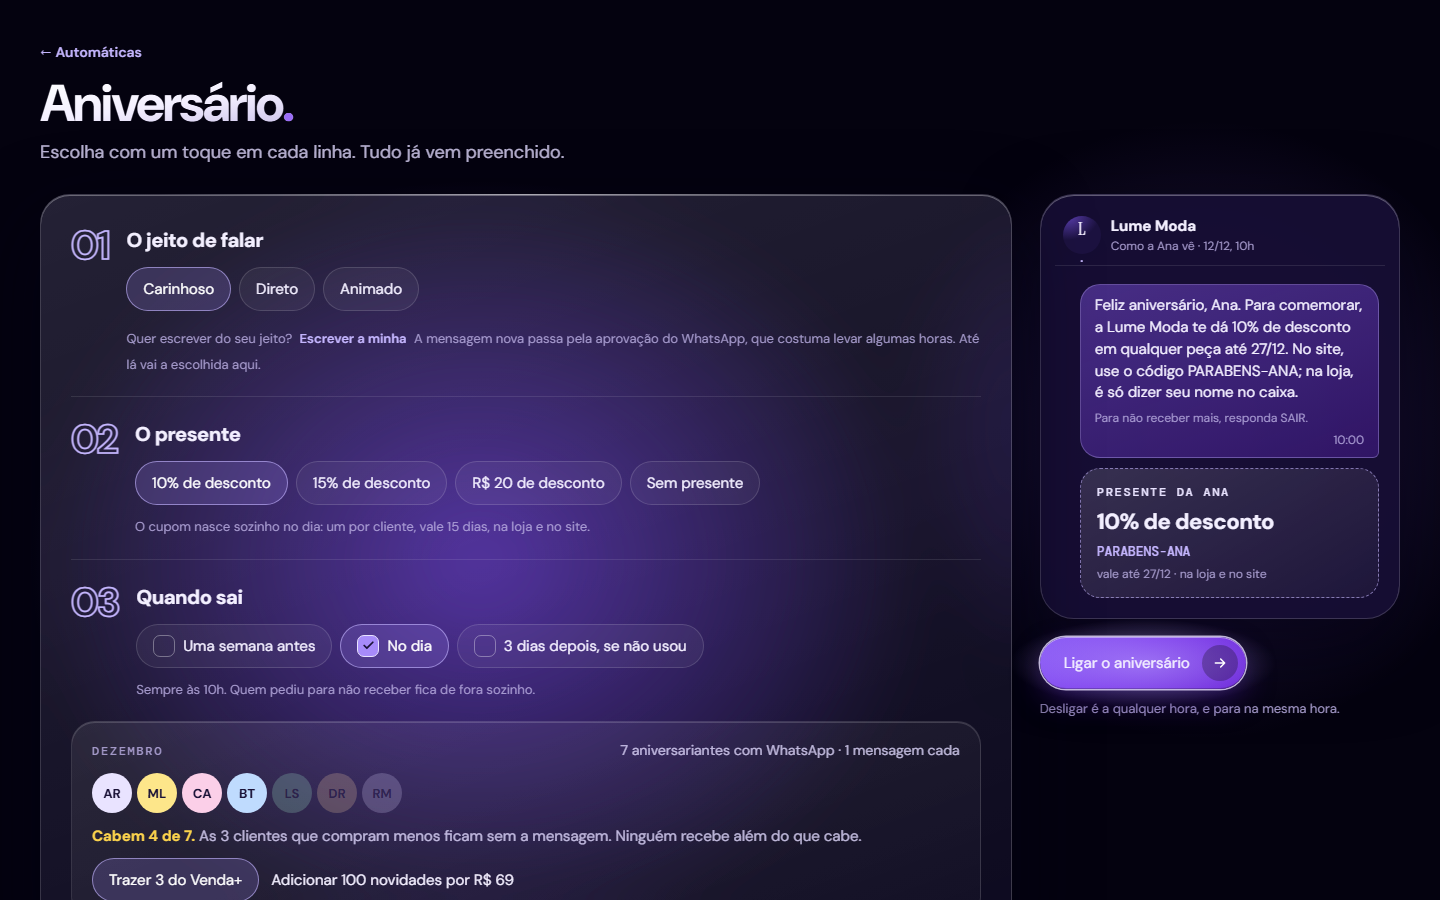 ← Automáticas
Aniversário.
Escolha com um toque em cada linha. Tudo já vem preenchido.
01 O jeito de falar
Carinhoso Direto Animado
Quer escrever do seu jeito? Escrever a minha A mensagem nova passa pela aprovação do WhatsApp, que costuma levar algumas horas. Até
lá vai a escolhida aqui.
02 O presente
10% de desconto 15% de desconto R$ 20 de desconto Sem presente
O cupom nasce sozinho no dia: um por cliente, vale 15 dias, na loja e no site.
03 Quando sai
Uma semana antes No dia 3 dias depois, se não usou
Sempre às 10h. Quem pediu para não receber fica de fora sozinho.
DEZEMBRO 7 aniversariantes com WhatsApp · 1 mensagem cada
AR ML CA BT LS DR RM
Cabem 4 de 7. As 3 clientes que compram menos ficam sem a mensagem. Ninguém recebe além do que cabe.
Trazer 3 do Venda+ Adicionar 100 novidades por R$ 69
L
.
Lume Moda
Como a Ana vê · 12/12, 10h
Feliz aniversário, Ana. Para comemorar,
a Lume Moda te dá 10% de desconto
em qualquer peça até 27/12. No site,
use o código PARABENS-ANA; na loja,
é só dizer seu nome no caixa.
Para não receber mais, responda SAIR.
10:00
PRESENTE DA ANA
10% de desconto
PARABENS-ANA
vale até 27/12 · na loja e no site
Ligar o aniversário →
Desligar é a qualquer hora, e para na mesma hora.